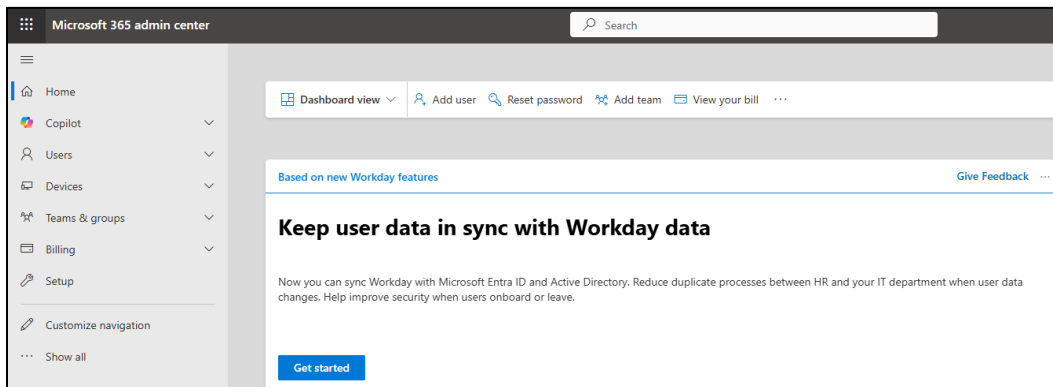 Microsoft 365 admin center
Search
Home
Copilot
Users
Devices
Teams & groups
Billing
Setup
Customize navigation
Show all
Dashboard view Add user Reset password Add team View your bill ...
Based on new Workday features Give Feedback ...
Keep user data in sync with Workday data
Now you can sync Workday with Microsoft Entra ID and Active Directory. Reduce duplicate processes between HR and your IT department when user data
changes. Help improve security when users onboard or leave.
Get started